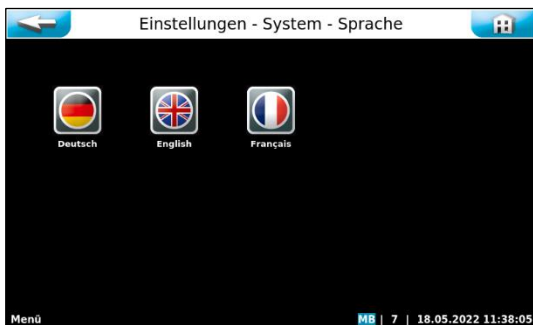 Einstellungen - System - Sprache
Deutsch English Français
Menü MB | 7 | 18.05.2022 11:38:05